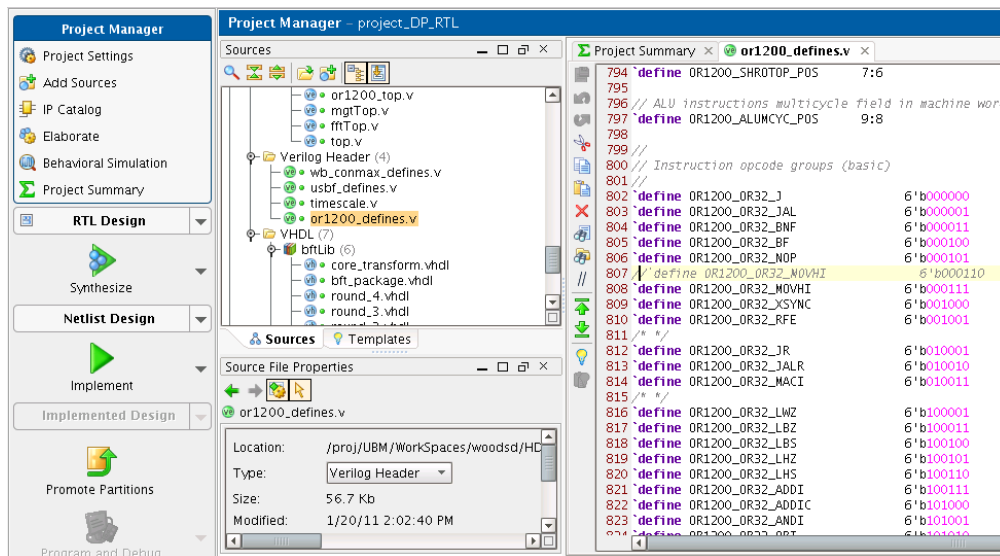 Project Manager
Project Settings
Add Sources
IP Catalog
Elaborate
Behavioral Simulation
Project Summary
RTL Design
Synthesize
Netlist Design
Implement
Implemented Design
Promote Partitions
Program and Debug
Project Manager – project_DP_RTL
Sources
or1200_top.v
mgtTop.v
fftTop.v
top.v
Verilog Header (4)
wb_conmax_defines.v
usbf_defines.v
timescale.v
or1200_defines.v
VHDL (7)
bftLib (6)
core_transform.vhdl
bft_package.vhdl
round_4.vhdl
round_3.vhdl
Sources
Templates
Source File Properties
or1200_defines.v
Location: /proj/UBM/WorkSpaces/woodsd/HD
Type: Verilog Header
Size: 56.7 Kb
Modified: 1/20/11 2:02:40 PM
Project Summary
or1200_defines.v
794 `define OR1200_SHROTOP_POS 7:6
795
796 // ALU instructions multicycle field in machine wor
797 `define OR1200_ALUMCYC_POS 9:8
798
799 //
800 // Instruction opcode groups (basic)
801 //
802 `define OR1200_OR32_J 6'b000000
803 `define OR1200_OR32_JAL 6'b000001
804 `define OR1200_OR32_BNF 6'b000011
805 `define OR1200_OR32_BF 6'b000100
806 `define OR1200_OR32_NOP 6'b000101
807 //`define OR1200_OR32_MOVHI 6'b000110
808 `define OR1200_OR32_MOVHI 6'b000111
809 `define OR1200_OR32_XSYNC 6'b001000
810 `define OR1200_OR32_RFE 6'b001001
811 /* */
812 `define OR1200_OR32_JR 6'b010001
813 `define OR1200_OR32_JALR 6'b010010
814 `define OR1200_OR32_MACI 6'b010011
815 /* */
816 `define OR1200_OR32_LWZ 6'b100001
817 `define OR1200_OR32_LBZ 6'b100011
818 `define OR1200_OR32_LBS 6'b100100
819 `define OR1200_OR32_LHZ 6'b100101
820 `define OR1200_OR32_LHS 6'b100110
821 `define OR1200_OR32_ADDI 6'b100111
822 `define OR1200_OR32_ADDIC 6'b101000
823 `define OR1200_OR32_ANDI 6'b101001